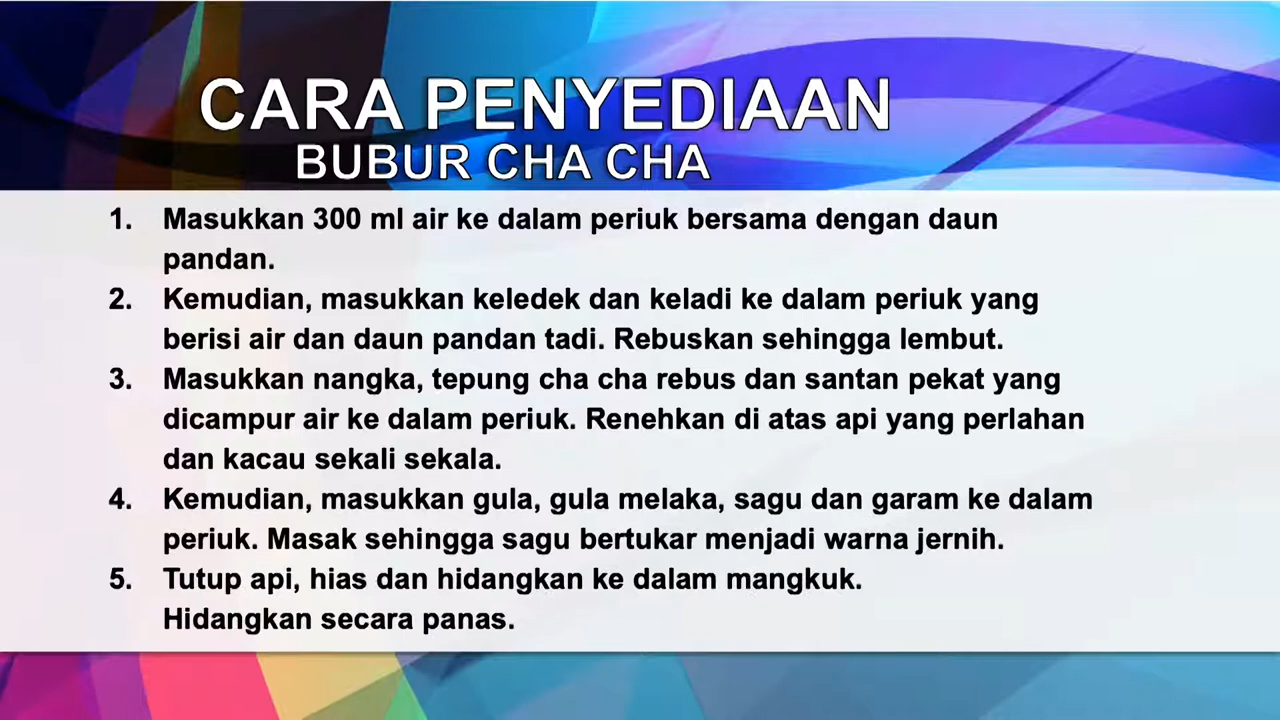 CARA PENYEDIAAN
BUBUR CHA CHA
1. Masukkan 300 ml air ke dalam periuk bersama dengan daun
pandan.
2. Kemudian, masukkan keledek dan keladi ke dalam periuk yang
berisi air dan daun pandan tadi. Rebuskan sehingga lembut.
3. Masukkan nangka, tepung cha cha rebus dan santan pekat yang
dicampur air ke dalam periuk. Renehkan di atas api yang perlahan
dan kacau sekali sekala.
4. Kemudian, masukkan gula, gula melaka, sagu dan garam ke dalam
periuk. Masak sehingga sagu bertukar menjadi warna jernih.
5. Tutup api, hias dan hidangkan ke dalam mangkuk.
Hidangkan secara panas.